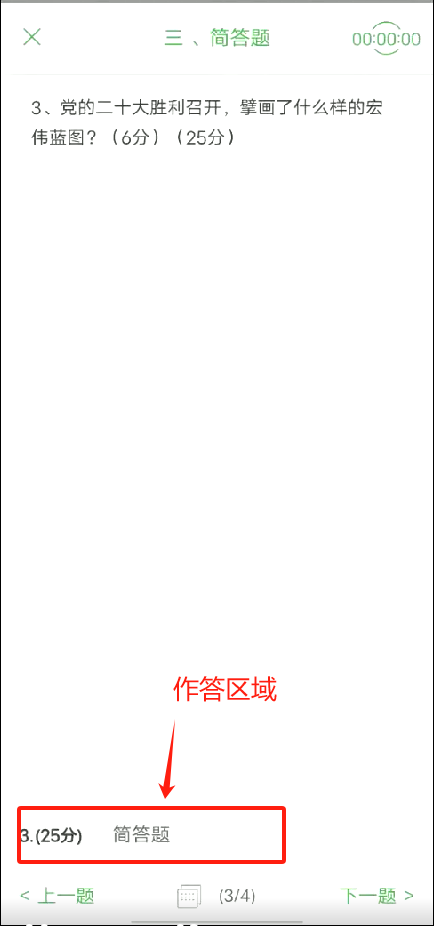 三 、简答题
00:00:00
3、党的二十大胜利召开，擘画了什么样的宏
伟蓝图？（6分）（25分）
作答区域
3.(25分) 简答题
< 上一题 (3/4) 下一题 >